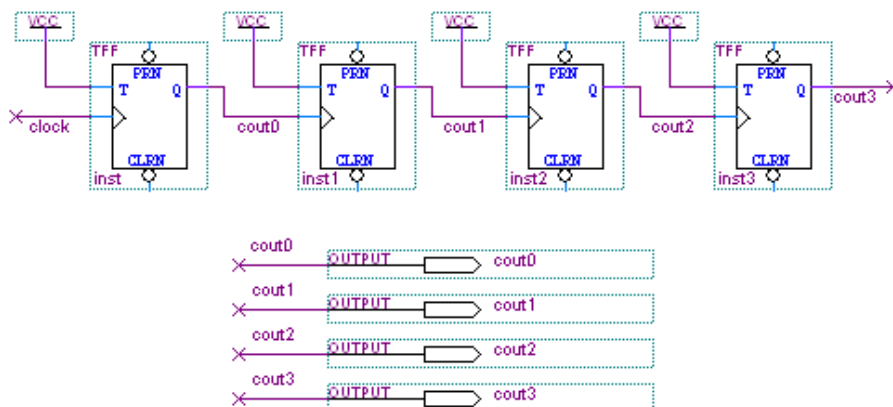 VCC VCC VCC VCC
TFF TFF TFF TFF
PRN PRN PRN PRN
T Q T Q T Q T Q
clock cout0 cout1 cout2 cout3
CLRN CLRN CLRN CLRN
inst inst1 inst2 inst3
cout0 OUTPUT cout0
cout1 OUTPUT cout1
cout2 OUTPUT cout2
cout3 OUTPUT cout3